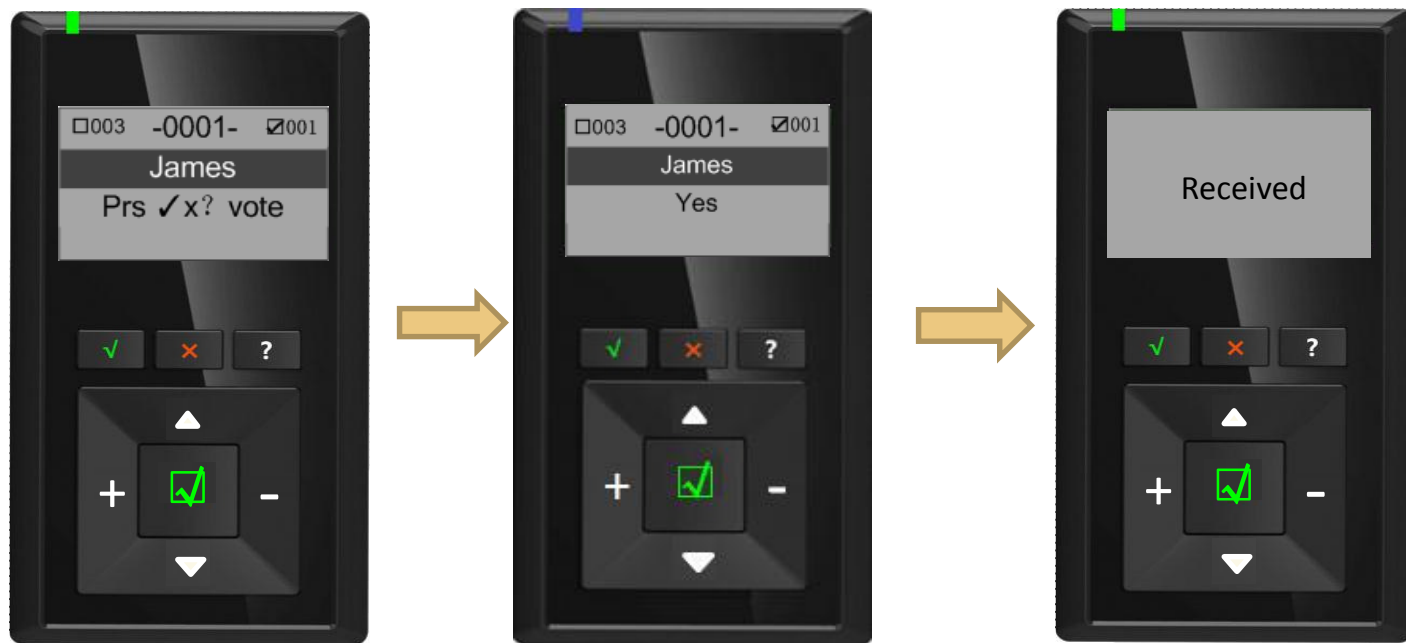 ☐003 -0001- ☑001
James
Prs ✓x? vote
√ × ?
+ -
☐003 -0001- ☑001
James
Yes
√ × ?
+ -
Received
√ × ?
+ -